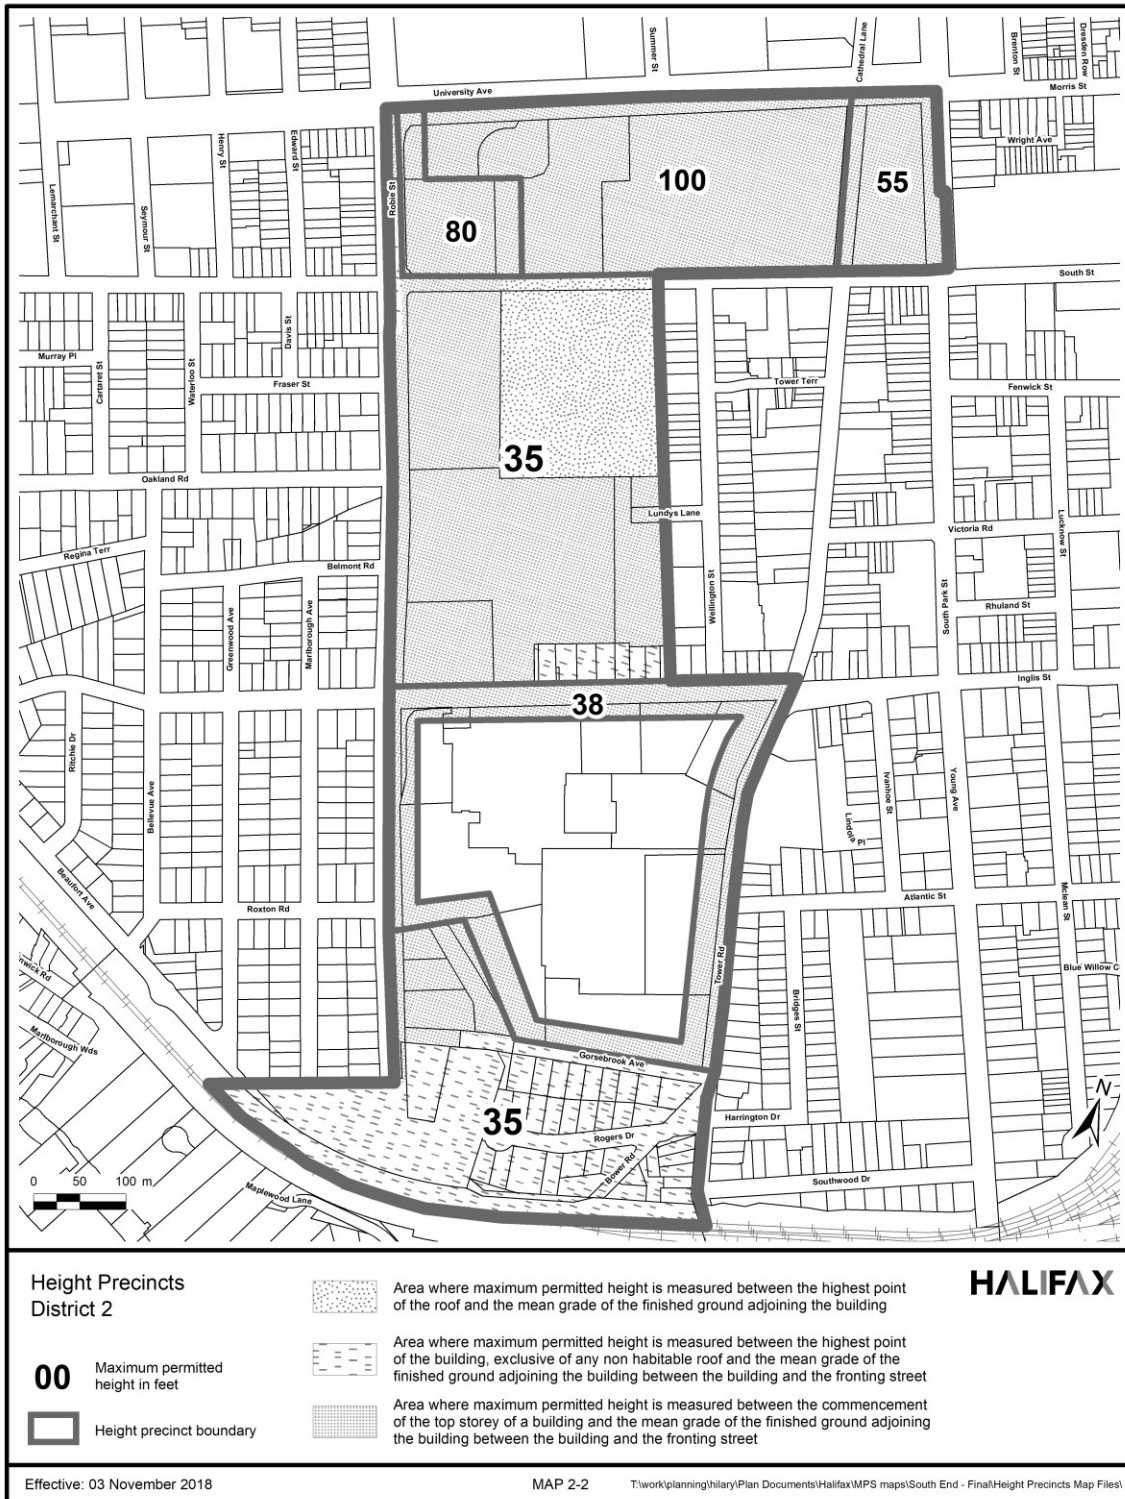 Summer St
Cathedral Lane
Brenton St
Dresden Row
University Ave
Morris St
Henry St
Edward St
Wright Ave
Robie St
100
55
Lemarchant St
Seymour St
80
South St
Davis St
Murray Pl
Cartaret St
Waterloo St
Fraser St
Tower Terr
Fenwick St
35
Oakland Rd
Lundys Lane
Lucknow St
Victoria Rd
Regina Terr
Belmont Rd
Wellington St
South Park St
Rhuland St
Greenwood Ave
Marlborough Ave
Inglis St
38
Ritchie Dr
Bellevue Ave
Ivanhoe St
Young Ave
Lindola Pl
Beaufort Ave
Roxton Rd
Atlantic St
Mclean St
Tower Rd
nwick Rd
Blue Willow C
Bridges St
Marlborough Wds
Gorsebrook Ave
35
Rogers Dr
Harrington Dr
N
Bower Rd
0 50 100 m
Maplewood Lane
Southwood Dr
Height Precincts
District 2
00 Maximum permitted
height in feet
Height precinct boundary
Area where maximum permitted height is measured between the highest point
of the roof and the mean grade of the finished ground adjoining the building
Area where maximum permitted height is measured between the highest point
of the building, exclusive of any non habitable roof and the mean grade of the
finished ground adjoining the building between the building and the fronting street
Area where maximum permitted height is measured between the commencement
of the top storey of a building and the mean grade of the finished ground adjoining
the building between the building and the fronting street
HALIFAX
Effective: 03 November 2018
MAP 2-2
T:\work\planning\hilary\Plan Documents\Halifax\MPS maps\South End - Final\Height Precincts Map Files\